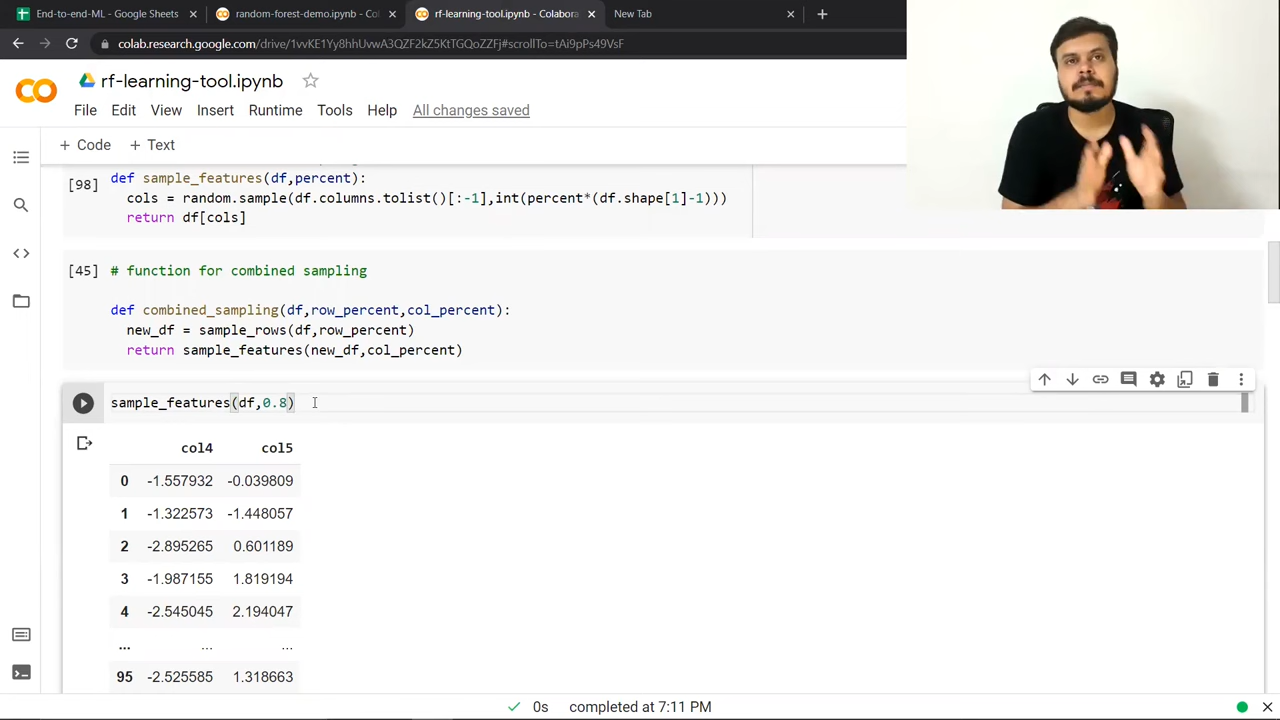 End-to-end-ML - Google Sheets
random-forest-demo.ipynb - Col
rf-learning-tool.ipynb - Colabora
New Tab
colab.research.google.com/drive/1vvKE1Yy8hhUvwA3QZF2kZ5KtTGQoZZFj#scrollTo=tAi9pPs49VsF
rf-learning-tool.ipynb
File Edit View Insert Runtime Tools Help All changes saved
+ Code + Text
[98] def sample_features(df,percent):
cols = random.sample(df.columns.tolist()[:-1],int(percent*(df.shape[1]-1)))
return df[cols]
[45] # function for combined sampling
def combined_sampling(df,row_percent,col_percent):
new_df = sample_rows(df,row_percent)
return sample_features(new_df,col_percent)
sample_features(df,0.8)
col4 col5
0 -1.557932 -0.039809
1 -1.322573 -1.448057
2 -2.895265 0.601189
3 -1.987155 1.819194
4 -2.545045 2.194047
... ... ...
95 -2.525585 1.318663
0s completed at 7:11 PM